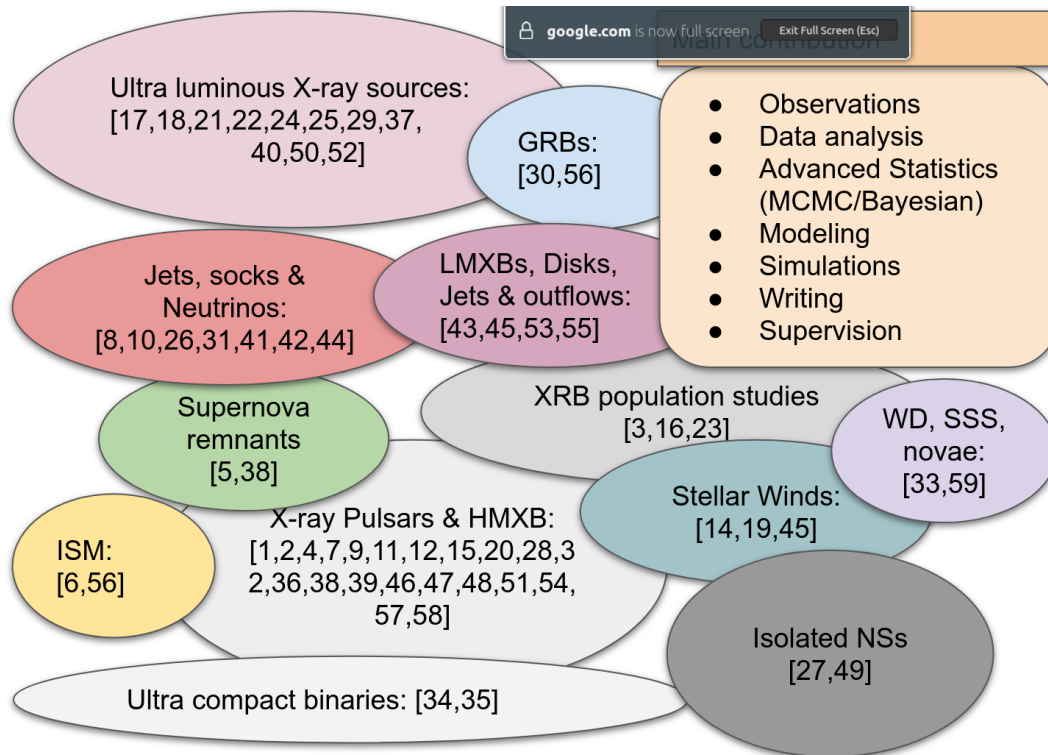 google.com is now full screen
Exit Full Screen (Esc)
Main contribution
Ultra luminous X-ray sources:
[17,18,21,22,24,25,29,37,
40,50,52]
GRBs:
[30,56]
● Observations
● Data analysis
● Advanced Statistics
(MCMC/Bayesian)
● Modeling
● Simulations
● Writing
● Supervision
Jets, socks &
Neutrinos:
[8,10,26,31,41,42,44]
LMXBs, Disks,
Jets & outflows:
[43,45,53,55]
XRB population studies
[3,16,23]
WD, SSS,
novae:
[33,59]
Supernova
remnants
[5,38]
Stellar Winds:
[14,19,45]
X-ray Pulsars & HMXB:
[1,2,4,7,9,11,12,15,20,28,3
2,36,38,39,46,47,48,51,54,
57,58]
ISM:
[6,56]
Isolated NSs
[27,49]
Ultra compact binaries: [34,35]